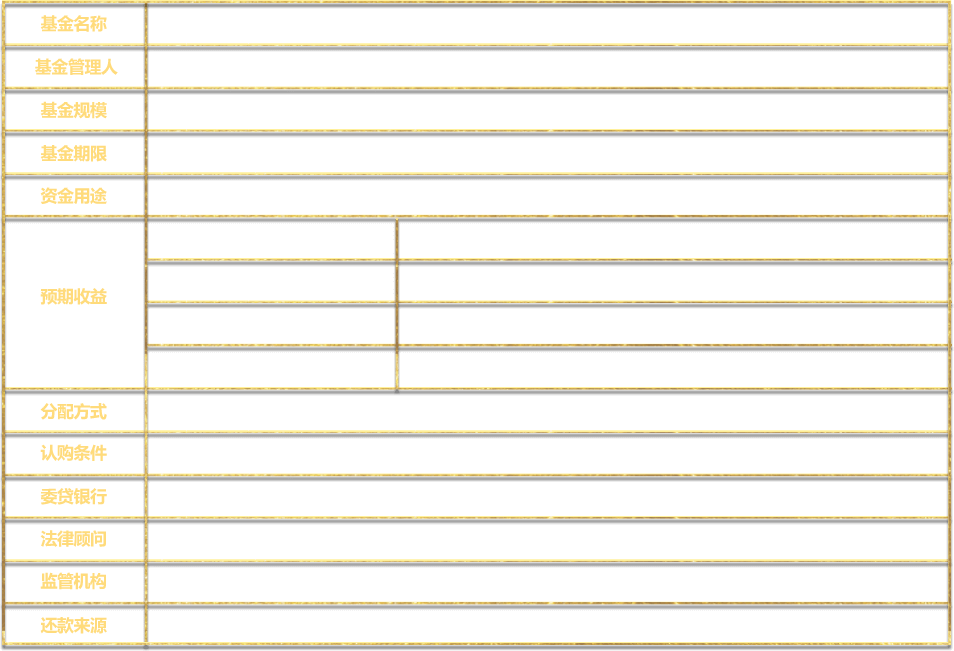 基金名称
基金管理人
基金规模
基金期限
资金用途
预期收益
分配方式
认购条件
委贷银行
法律顾问
监管机构
还款来源